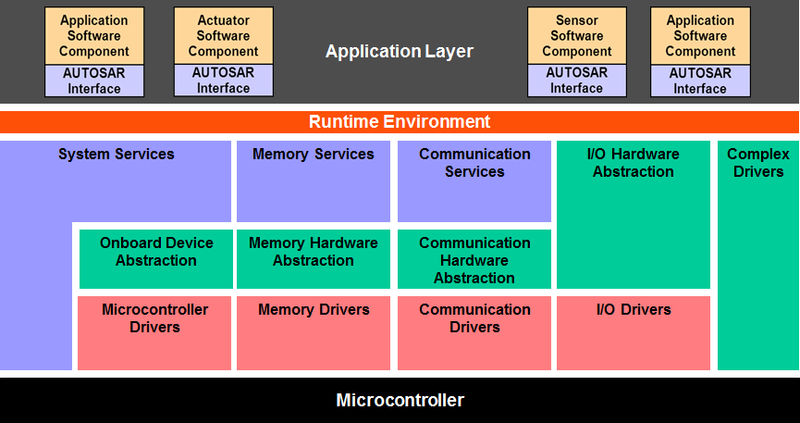 Application
Software
Component
AUTOSAR
Interface
Actuator
Software
Component
AUTOSAR
Interface
Application Layer
Sensor
Software
Component
AUTOSAR
Interface
Application
Software
Component
AUTOSAR
Interface
Runtime Environment
System Services
Memory Services
Communication
Services
I/O Hardware
Abstraction
Complex
Drivers
Onboard Device
Abstraction
Memory Hardware
Abstraction
Communication
Hardware
Abstraction
Microcontroller
Drivers
Memory Drivers
Communication
Drivers
I/O Drivers
Microcontroller